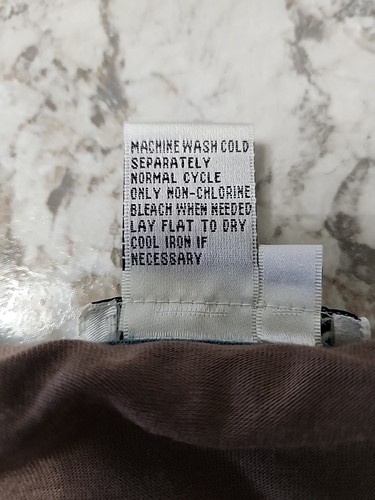 MACHINE WASH COLD
SEPARATELY
NORMAL CYCLE
ONLY NON-CHLORINE
BLEACH WHEN NEEDED
LAY FLAT TO DRY
COOL IRON IF
NECESSARY